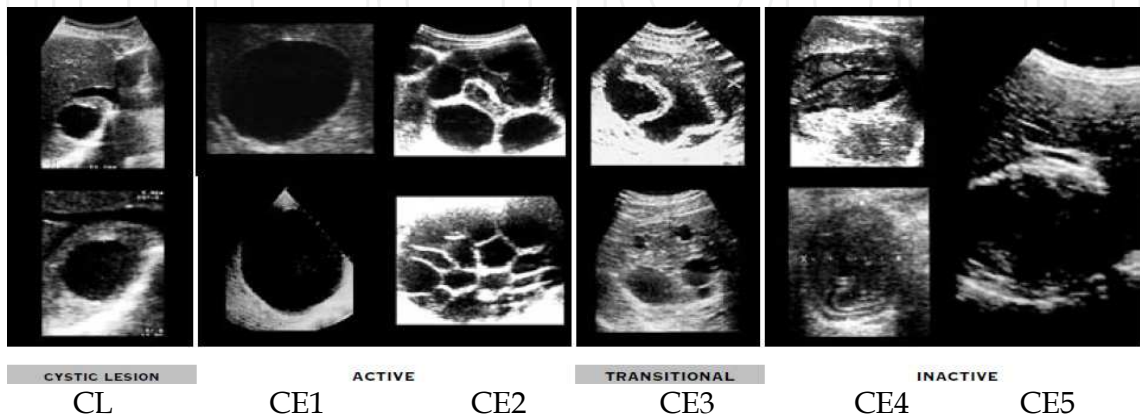 CYSTIC LESION ACTIVE TRANSITIONAL INACTIVE
CL CE1 CE2 CE3 CE4 CE5